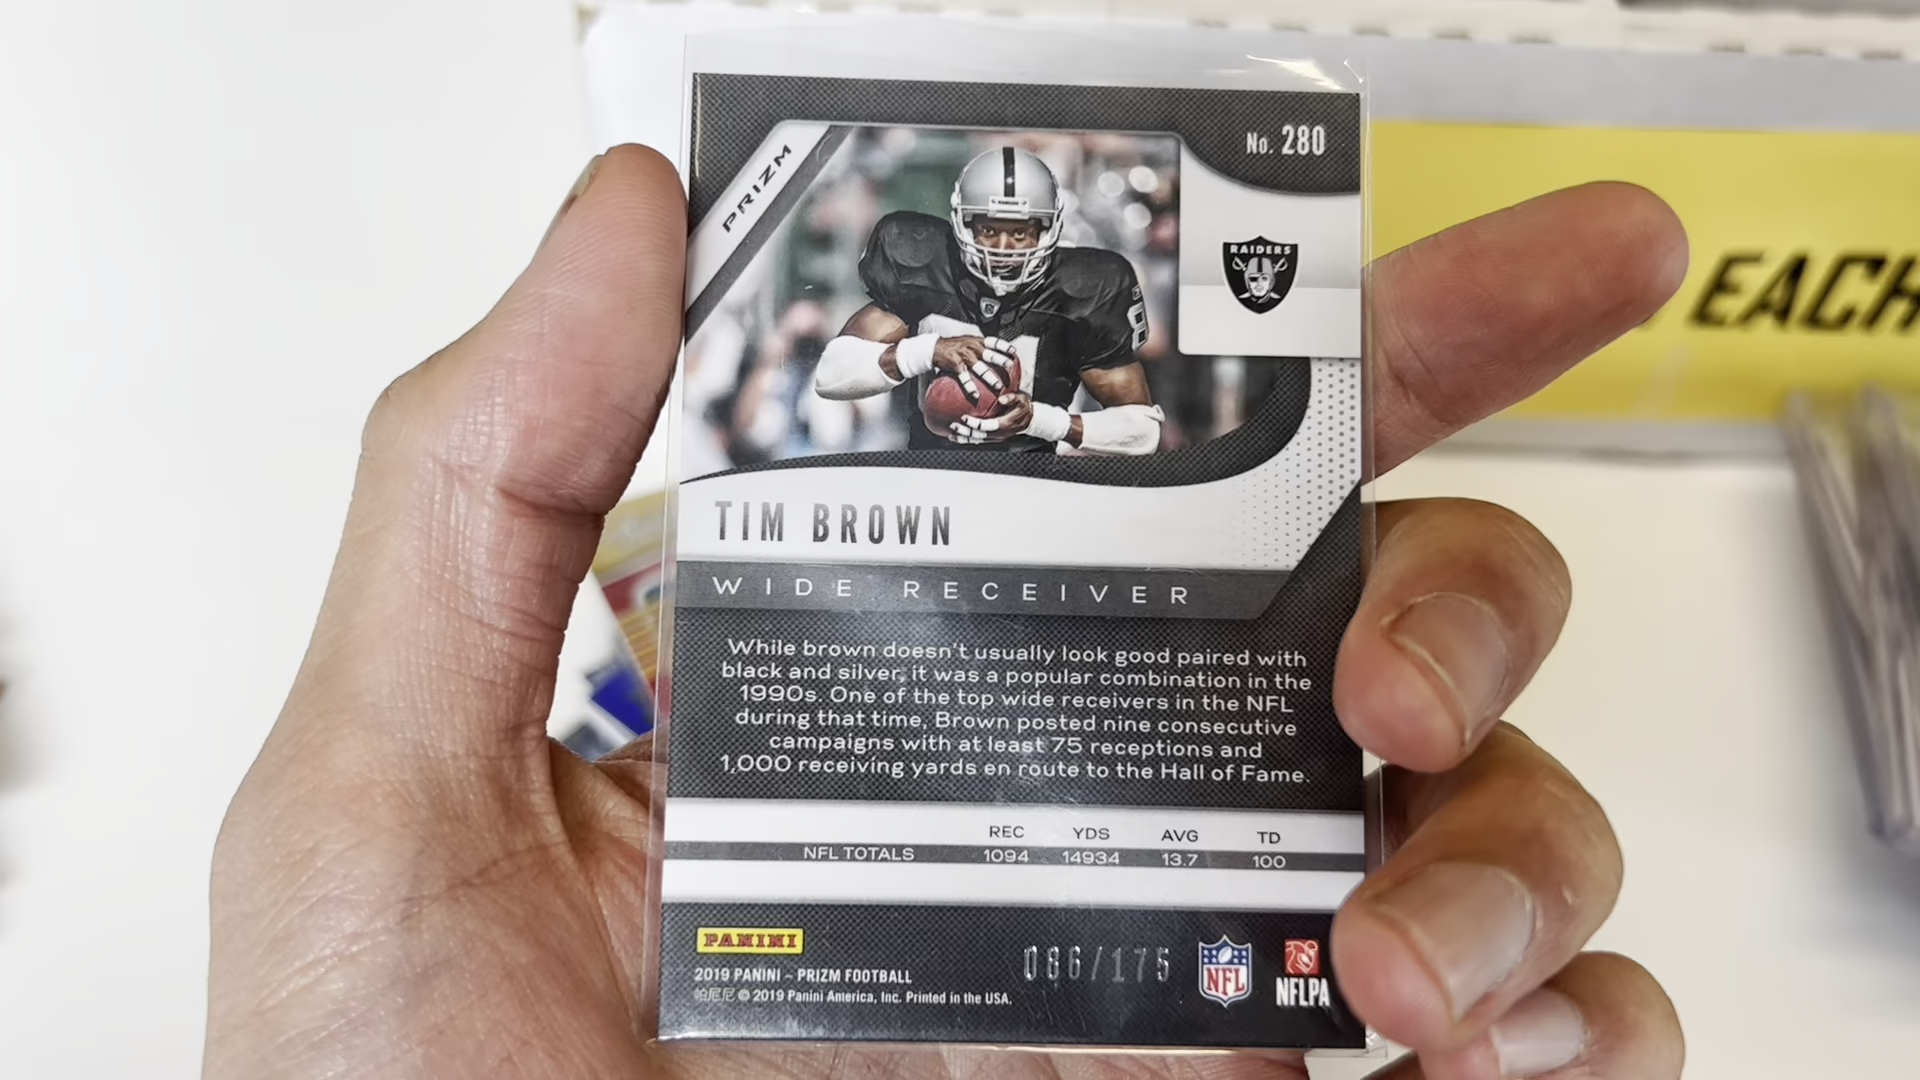 No. 280
PRIZM
RAIDERS
8
TIM BROWN
WIDE RECEIVER
While brown doesn't usually look good paired with
black and silver, it was a popular combination in the
1990s. One of the top wide receivers in the NFL
during that time, Brown posted nine consecutive
campaigns with at least 75 receptions and
1,000 receiving yards en route to the Hall of Fame.
REC YDS AVG TD
NFL TOTALS 1094 14934 13.7 100
PANINI
086/175
2019 PANINI – PRIZM FOOTBALL
帕尼尼 © 2019 Panini America, Inc. Printed in the USA.
NFL
NFLPA
EACH